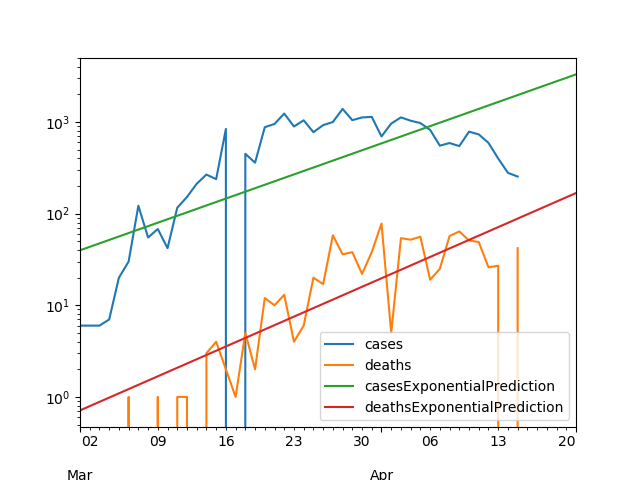 10³
10²
10¹
10⁰
cases
deaths
casesExponentialPrediction
deathsExponentialPrediction
02 09 16 23 30 06 13 20
Mar Apr